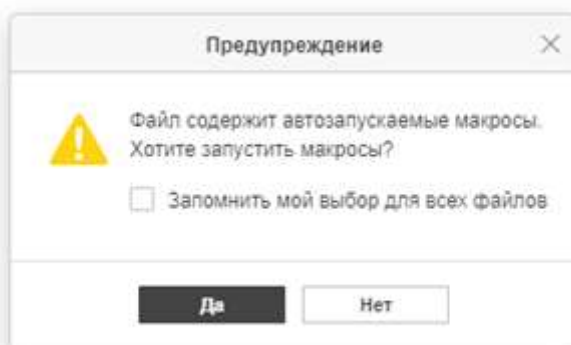 Предупреждение
Файл содержит автозапускаемые макросы.
Хотите запустить макросы?
Запомнить мой выбор для всех файлов
Да
Нет